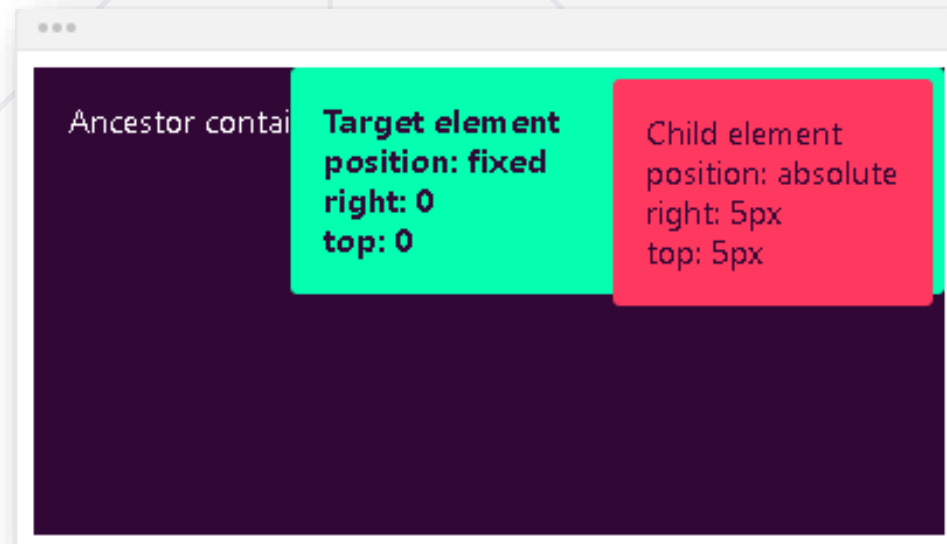 Ancestor contai
Target element
position: fixed
right: 0
top: 0
Child element
position: absolute
right: 5px
top: 5px